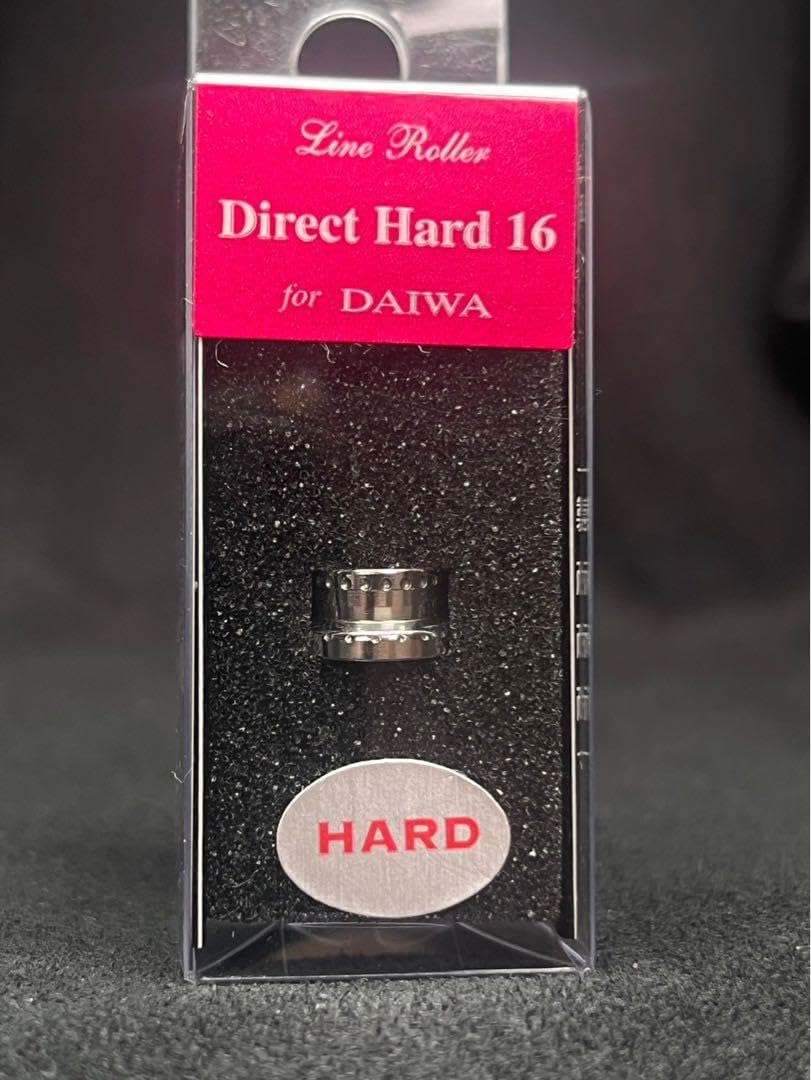 Line Roller
Direct Hard 16
for DAIWA
HARD